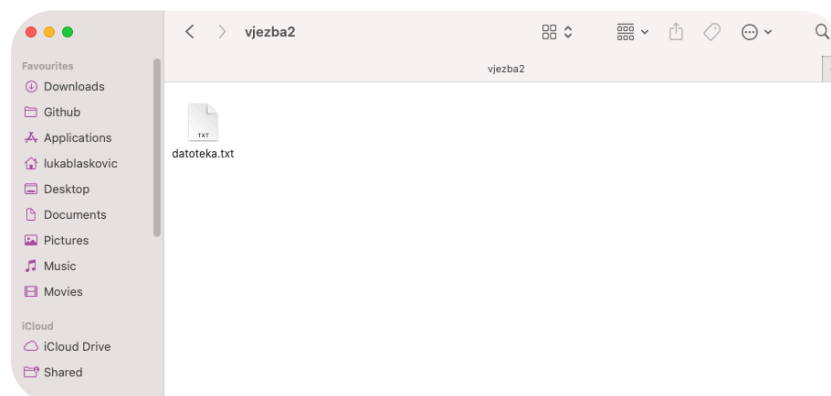 vjezba2
vjezba2
Favourites
Downloads
Github
Applications
lukablaskovic
Desktop
Documents
Pictures
Music
Movies
iCloud
iCloud Drive
Shared
TXT
datoteka.txt